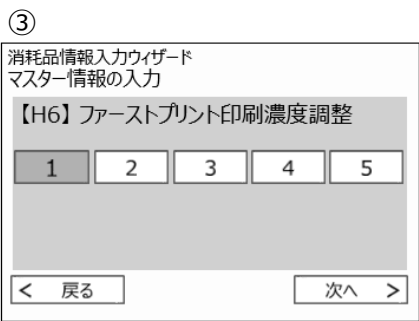 ③
消耗品情報入力ウィザード
マスター情報の入力
【H6】ファーストプリント印刷濃度調整
1 2 3 4 5
< 戻る 次へ >